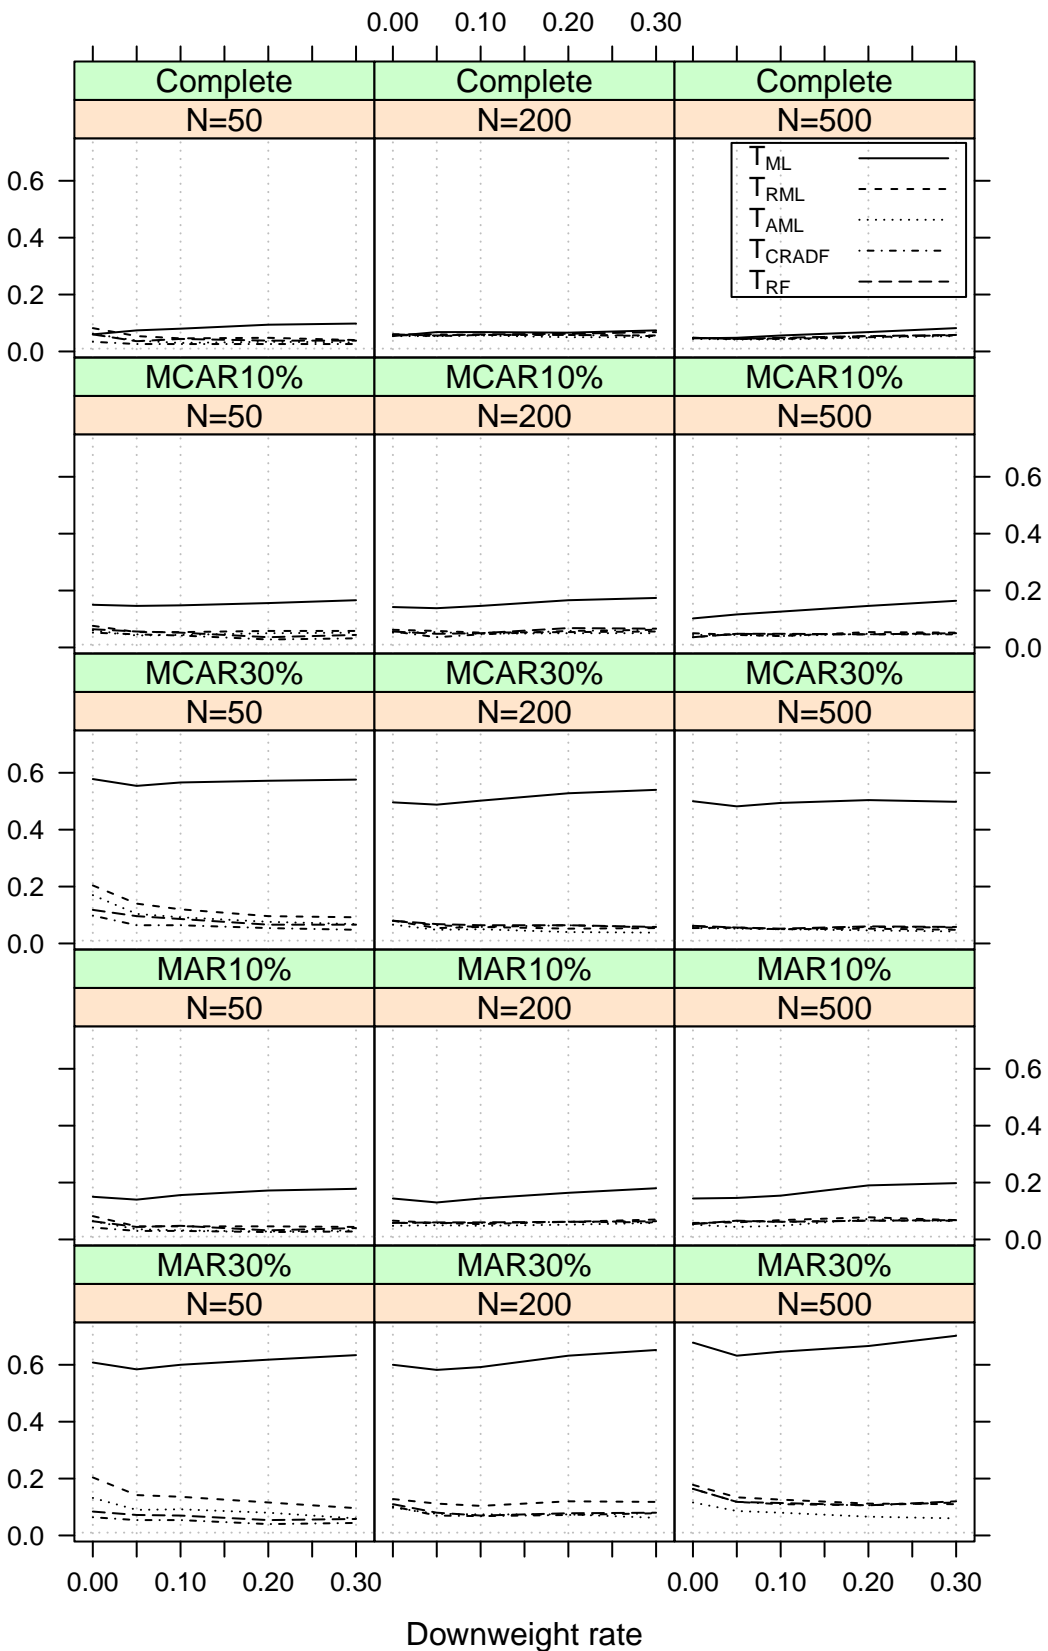 0.00 0.10 0.20 0.30
Complete Complete Complete
N=50 N=200 N=500
T_ML
T_RML
T_AML
T_CRADF
T_RF
0.6
0.4
0.2
0.0
MCAR10% MCAR10% MCAR10%
N=50 N=200 N=500
0.6
0.4
0.2
0.0
MCAR30% MCAR30% MCAR30%
N=50 N=200 N=500
0.6
0.4
0.2
0.0
MAR10% MAR10% MAR10%
N=50 N=200 N=500
0.6
0.4
0.2
0.0
MAR30% MAR30% MAR30%
N=50 N=200 N=500
0.6
0.4
0.2
0.0
0.00 0.10 0.20 0.30 0.00 0.10 0.20 0.30
Downweight rate